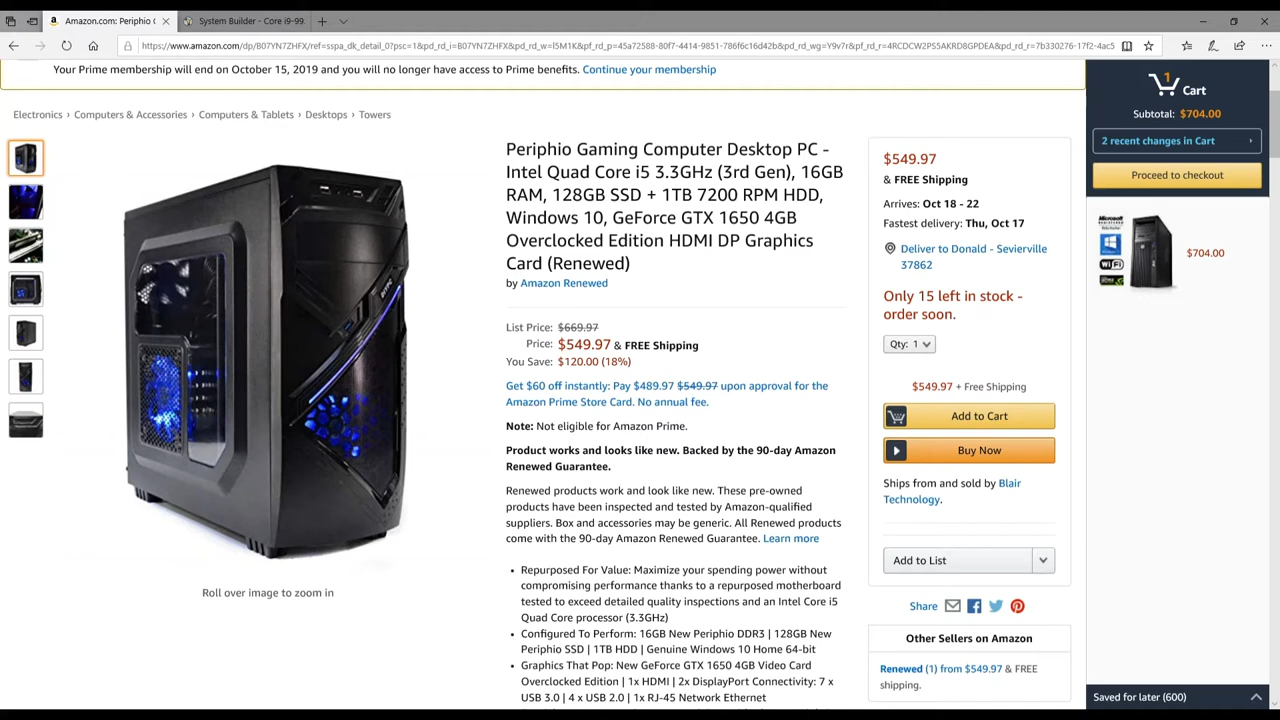 Amazon.com: Periphio G
System Builder - Core i9-99
https://www.amazon.com/dp/B07YN7ZHFX/ref=sspa_dk_detail_0?psc=1&pd_rd_i=B07YN7ZHFX&pd_rd_w=l5M1K&pf_rd_p=45a72588-80f7-4414-9851-786f6c16d42b&pd_rd_wg=Y9v7r&pf_rd_r=4RCDCW2PS5AKRD8GPDEA&pd_rd_r=7b330276-17f2-4ac5
Your Prime membership will end on October 15, 2019 and you will no longer have access to Prime benefits. Continue your membership
Electronics › Computers & Accessories › Computers & Tablets › Desktops › Towers
Periphio Gaming Computer Desktop PC -
Intel Quad Core i5 3.3GHz (3rd Gen), 16GB
RAM, 128GB SSD + 1TB 7200 RPM HDD,
Windows 10, GeForce GTX 1650 4GB
Overclocked Edition HDMI DP Graphics
Card (Renewed)
by Amazon Renewed
List Price: $669.97
Price: $549.97 & FREE Shipping
You Save: $120.00 (18%)
Get $60 off instantly: Pay $489.97 $549.97 upon approval for the
Amazon Prime Store Card. No annual fee.
Note: Not eligible for Amazon Prime.
Product works and looks like new. Backed by the 90-day Amazon
Renewed Guarantee.
Renewed products work and look like new. These pre-owned
products have been inspected and tested by Amazon-qualified
suppliers. Box and accessories may be generic. All Renewed products
come with the 90-day Amazon Renewed Guarantee. Learn more
• Repurposed For Value: Maximize your spending power without
compromising performance thanks to a repurposed motherboard
tested to exceed detailed quality inspections and an Intel Core i5
Quad Core processor (3.3GHz)
• Configured To Perform: 16GB New Periphio DDR3 | 128GB New
Periphio SSD | 1TB HDD | Genuine Windows 10 Home 64-bit
• Graphics That Pop: New GeForce GTX 1650 4GB Video Card
Overclocked Edition | 1x HDMI | 2x DisplayPort Connectivity: 7 x
USB 3.0 | 4 x USB 2.0 | 1x RJ-45 Network Ethernet
Roll over image to zoom in
$549.97
& FREE Shipping
Arrives: Oct 18 - 22
Fastest delivery: Thu, Oct 17
Deliver to Donald - Sevierville
37862
Only 15 left in stock -
order soon.
Qty: 1
$549.97 + Free Shipping
Add to Cart
Buy Now
Ships from and sold by Blair
Technology.
Add to List
Share
Other Sellers on Amazon
Renewed (1) from $549.97 & FREE
shipping.
1
Cart
Subtotal: $704.00
2 recent changes in Cart
Proceed to checkout
Microsoft
WiFi
$704.00
Saved for later (600)